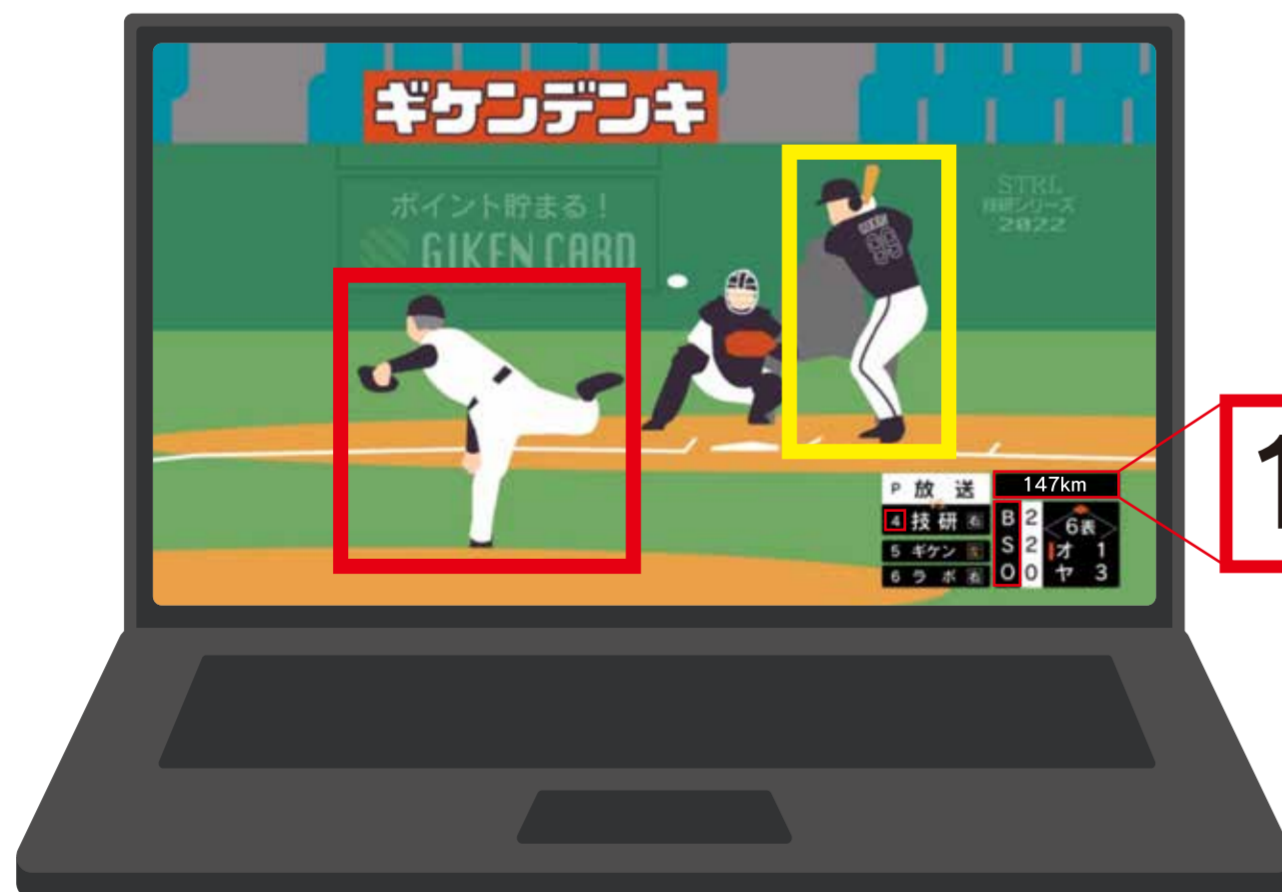 ギケンデンキ
ポイント貯まる!
GIKEN CARD
STRL
技研シリーズ
2022
P 放 送
147km
4 技 研 右
5 ギケン
6 ラ ボ 右
B 2
S 2
O 0
6表
オ 1
ヤ 3
1